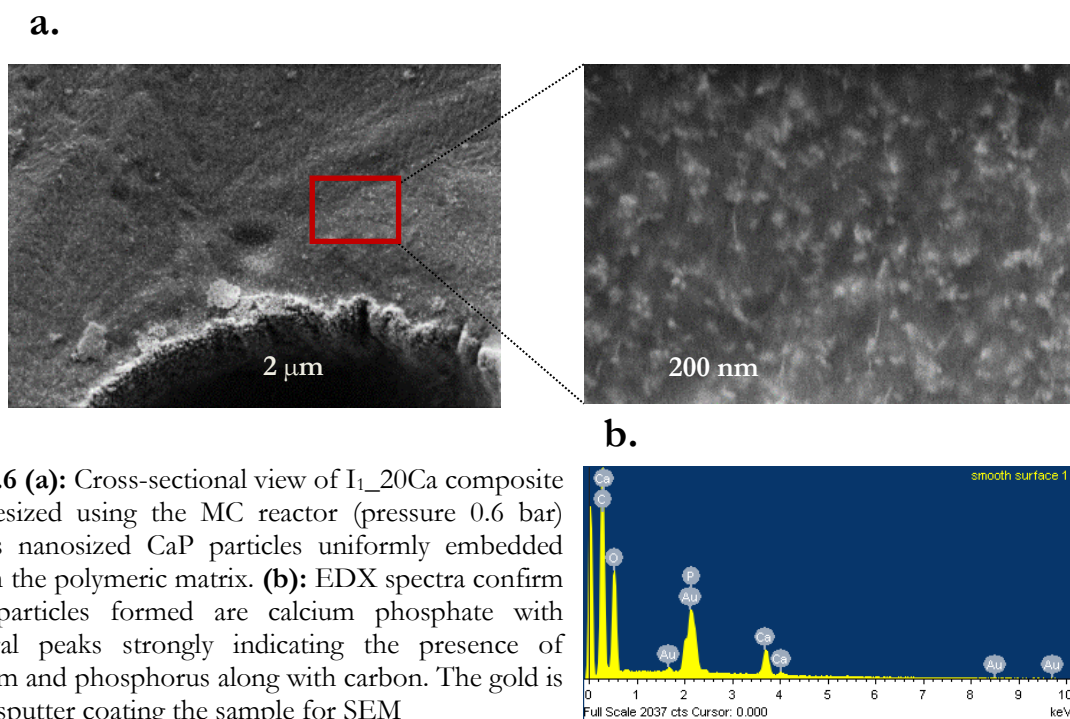 a.
2 μm
200 nm
b.
.6 (a): Cross-sectional view of I₁_20Ca composite
esized using the MC reactor (pressure 0.6 bar)
s nanosized CaP particles uniformly embedded
n the polymeric matrix. (b): EDX spectra confirm
particles formed are calcium phosphate with
al peaks strongly indicating the presence of
m and phosphorus along with carbon. The gold is
sputter coating the sample for SEM
smooth surface 1
Ca
C
O
P
Au
Au
Ca
Ca
Au
Au
0 1 2 3 4 5 6 7 8 9 10
Full Scale 2037 cts Cursor: 0.000 keV